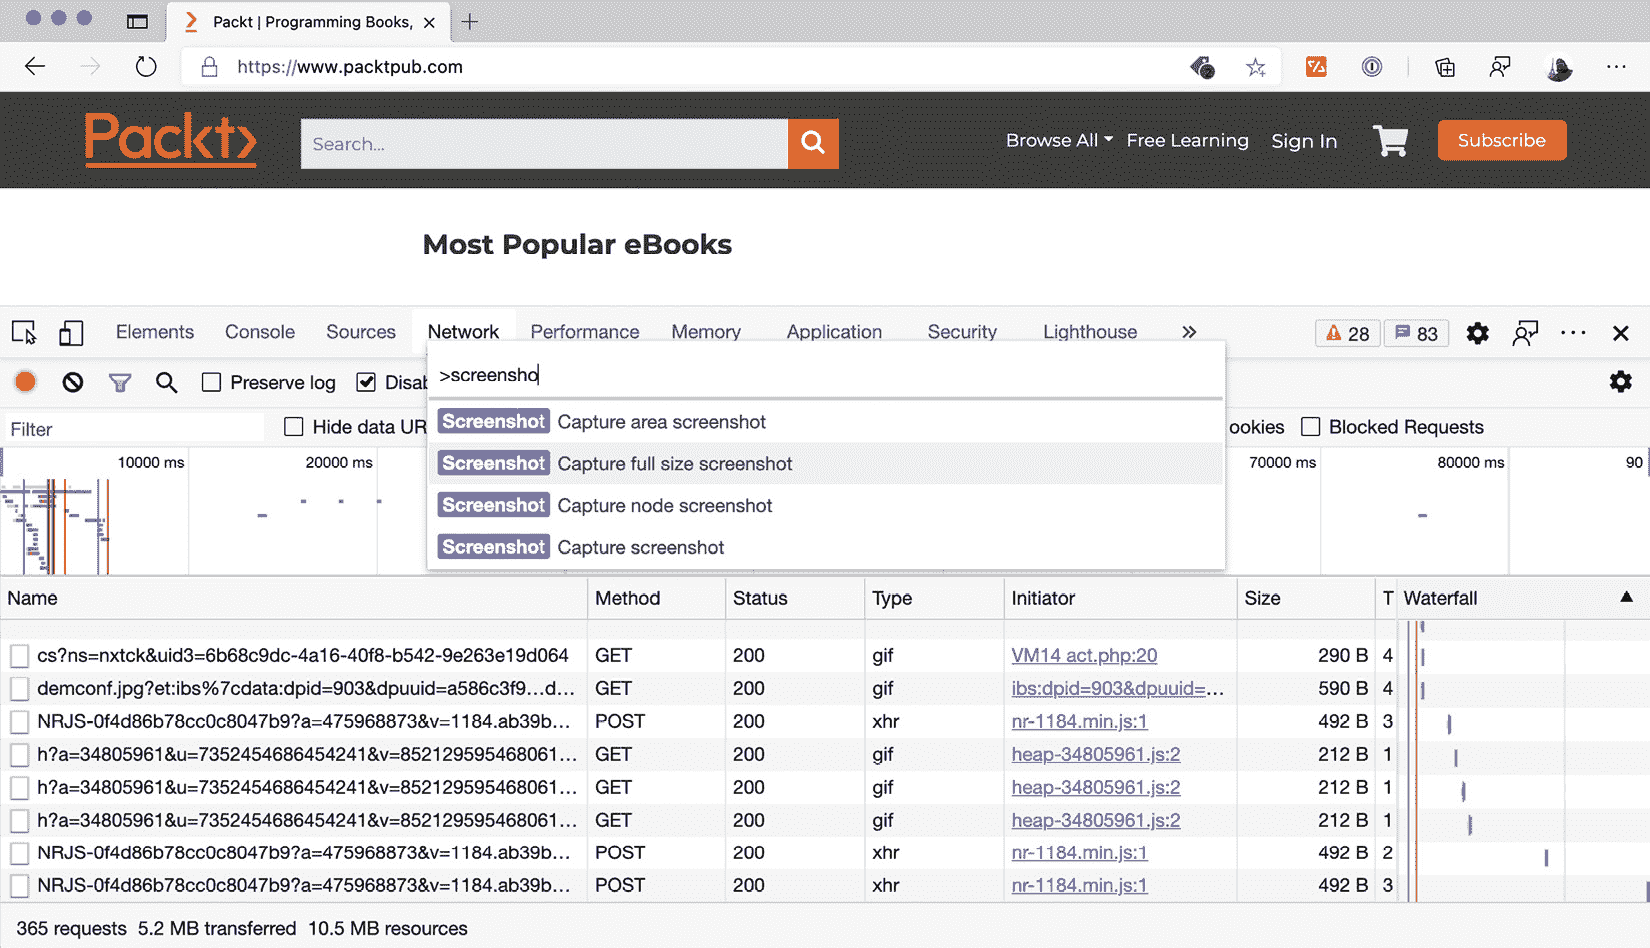 Packt | Programming Books,
https://www.packtpub.com
Packt
Search...
Browse All
Free Learning
Sign In
Subscribe
Most Popular eBooks
Elements Console Sources Network Performance Memory Application Security Lighthouse » 28 83
Preserve log Disab
>screensho
Filter Hide data UR ookies Blocked Requests
Screenshot Capture area screenshot
Screenshot Capture full size screenshot
Screenshot Capture node screenshot
Screenshot Capture screenshot
10000 ms 20000 ms 70000 ms 80000 ms 90
Name Method Status Type Initiator Size T Waterfall
cs?ns=nxtck&uid3=6b68c9dc-4a16-40f8-b542-9e263e19d064 GET 200 gif VM14 act.php:20 290 B 4
demconf.jpg?et:ibs%7cdata:dpid=903&dpuuid=a586c3f9...d... GET 200 gif ibs:dpid=903&dpuuid=... 590 B 4
NRJS-0f4d86b78cc0c8047b9?a=475968873&v=1184.ab39b... POST 200 xhr nr-1184.min.js:1 492 B 3
h?a=34805961&u=7352454686454241&v=852129595468061... GET 200 gif heap-34805961.js:2 212 B 1
h?a=34805961&u=7352454686454241&v=852129595468061... GET 200 gif heap-34805961.js:2 212 B 1
h?a=34805961&u=7352454686454241&v=852129595468061... GET 200 gif heap-34805961.js:2 212 B 1
NRJS-0f4d86b78cc0c8047b9?a=475968873&v=1184.ab39b... POST 200 xhr nr-1184.min.js:1 492 B 2
NRJS-0f4d86b78cc0c8047b9?a=475968873&v=1184.ab39b... POST 200 xhr nr-1184.min.js:1 492 B 3
365 requests 5.2 MB transferred 10.5 MB resources